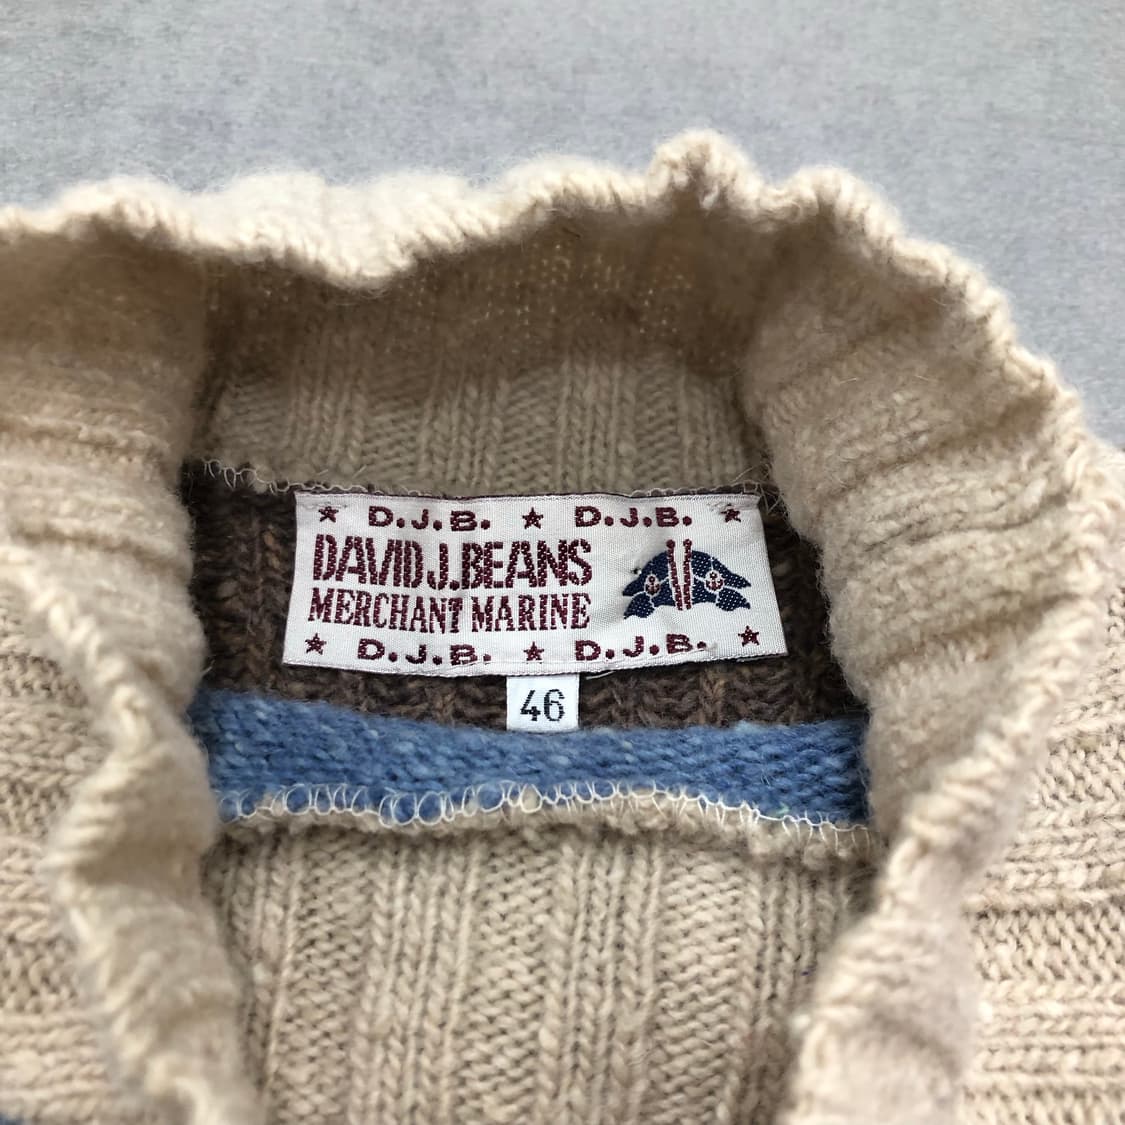 ★ D.J.B. ★ D.J.B. ★
DAVID J. BEANS
MERCHANT MARINE
★ D.J.B. ★ D.J.B. ★
46